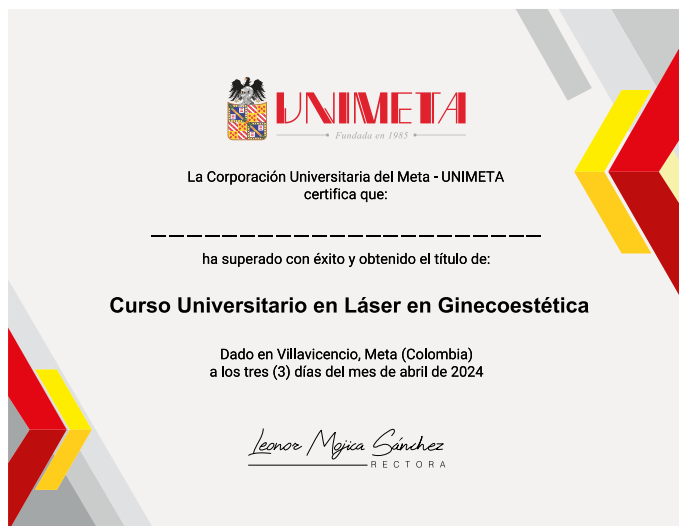 UNIMETA
Fundada en 1985
La Corporación Universitaria del Meta - UNIMETA
certifica que:
ha superado con éxito y obtenido el título de:
Curso Universitario en Láser en Ginecoestética
Dado en Villavicencio, Meta (Colombia)
a los tres (3) días del mes de abril de 2024
Leonor Mojica Sánchez
RECTORA